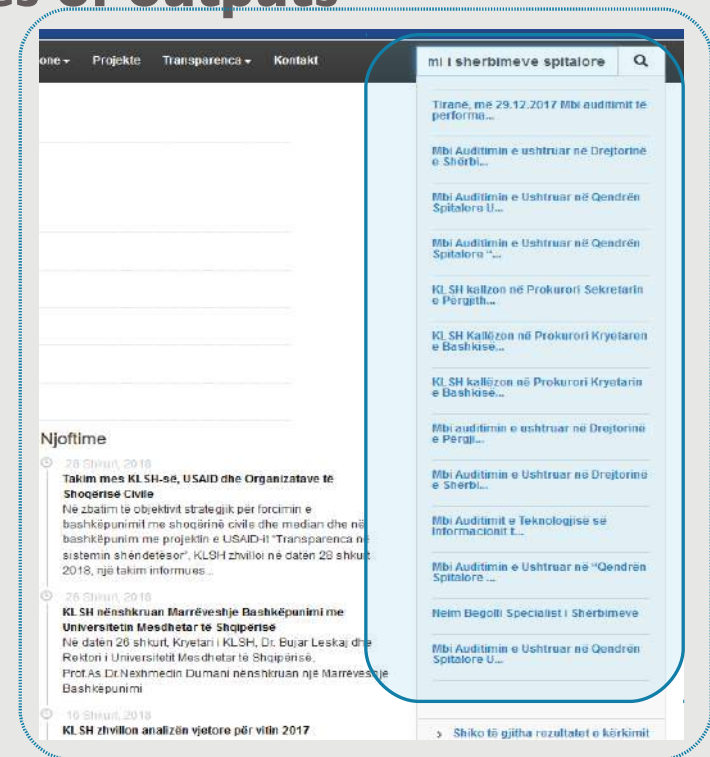 es of outputs
one Projekte Transparenca Kontakt
mi i sherbimeve spitalore
Tiranë, me 29.12.2017 Mbi auditimit të
performa...
Mbi Auditimin e ushtruar në Drejtorinë
e Shërbi...
Mbi Auditimin e Ushtruar në Qendrën
Spitalore U...
Mbi Auditimin e Ushtruar në Qendrën
Spitalore “...
KLSH kallzon në Prokurori Sekretarin
e Përgjith...
KLSH Kallëzon në Prokurori Kryetaren
e Bashkisë...
KLSH kallëzon në Prokurori Kryetarin
e Bashkisë...
Mbi auditimin e ushtruar në Drejtorinë
e Përgji...
Mbi Auditimin e Ushtruar në Drejtorinë
e Shërbi...
Mbi Auditimit e Teknologjisë së
Informacionit t...
Mbi Auditimin e Ushtruar në “Qendrën
Spitalore ...
Neim Begolli Specialist i Shërbimeve
Mbi Auditimin e Ushtruar në Qendrën
Spitalore U...
Shiko të gjitha rezultatet e kërkimit
Njoftime
28 Shkurt, 2018
Takim mes KLSH-së, USAID dhe Organizatave të
Shoqërisë Civile
Në zbatim të objektivit strategjik për forcimin e
bashkëpunimit me shoqërinë civile dhe median dhe në
bashkëpunim me projektin e USAID-it "Transparenca në
sistemin shëndetësor", KLSH zhvilloi në datën 28 shkurt
2018, një takim informues...
26 Shkurt, 2018
KLSH nënshkruan Marrëveshje Bashkëpunimi me
Universitetin Mesdhetar të Shqipërisë
Në datën 26 shkurt, Kryetari i KLSH, Dr. Bujar Leskaj dhe
Rektori i Universitetit Mesdhetar të Shqipërisë,
Prof.As.Dr.Nexhmedin Dumani nënshkruan një Marrëveshje
Bashkëpunimi
16 Shkurt, 2018
KLSH zhvillon analizën vjetore për vitin 2017